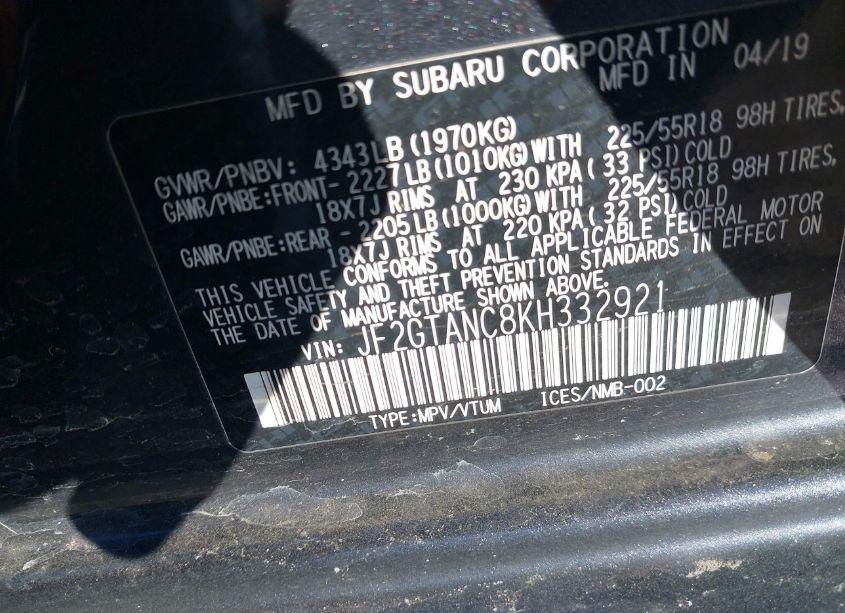 MFD BY SUBARU CORPORATION
MFD IN 04/19
GVWR/PNBV: 4343LB(1970KG)
GAWR/PNBE:FRONT-2227LB(1010KG)WITH 225/55R18 98H TIRES,
18X7J RIMS AT 230 KPA( 33 PSI)COLD
GAWR/PNBE:REAR -2205LB(1000KG)WITH 225/55R18 98H TIRES,
18X7J RIMS AT 220 KPA( 32 PSI)COLD
THIS VEHICLE CONFORMS TO ALL APPLICABLE FEDERAL MOTOR
VEHICLE SAFETY AND THEFT PREVENTION STANDARDS IN EFFECT ON
THE DATE OF MANUFACTURE SHOWN ABOVE.
VIN: JF2GTANC8KH332921
TYPE:MPV/VTUM ICES/NMB-002